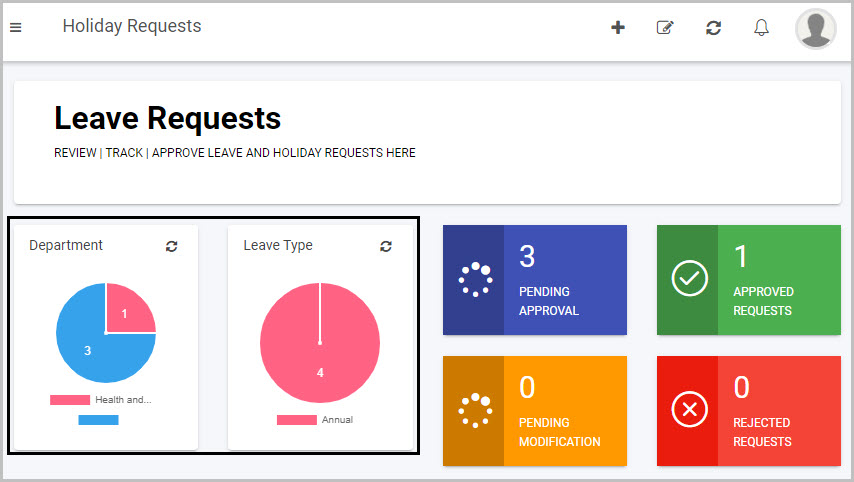 Holiday Requests
Leave Requests
REVIEW | TRACK | APPROVE LEAVE AND HOLIDAY REQUESTS HERE
Department
1
3
Health and...
Leave Type
4
Annual
3
PENDING
APPROVAL
1
APPROVED
REQUESTS
0
PENDING
MODIFICATION
0
REJECTED
REQUESTS